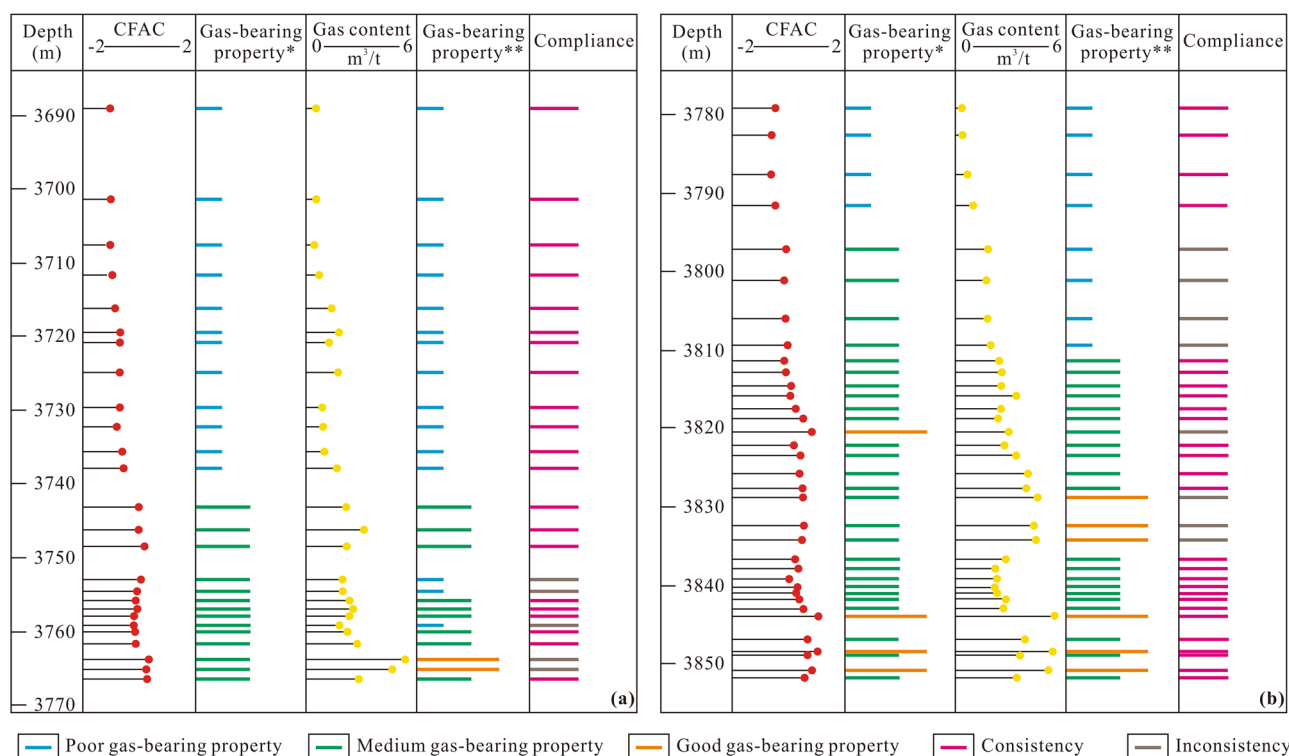 Depth
(m)
CFAC
-2 2
Gas-bearing
property*
Gas content
0 6
m³/t
Gas-bearing
property**
Compliance
3690
3700
3710
3720
3730
3740
3750
3760
3770
(a)
Depth
(m)
CFAC
-2 2
Gas-bearing
property*
Gas content
0 6
m³/t
Gas-bearing
property**
Compliance
3780
3790
3800
3810
3820
3830
3840
3850
(b)
Poor gas-bearing property
Medium gas-bearing property
Good gas-bearing property
Consistency
Inconsistency